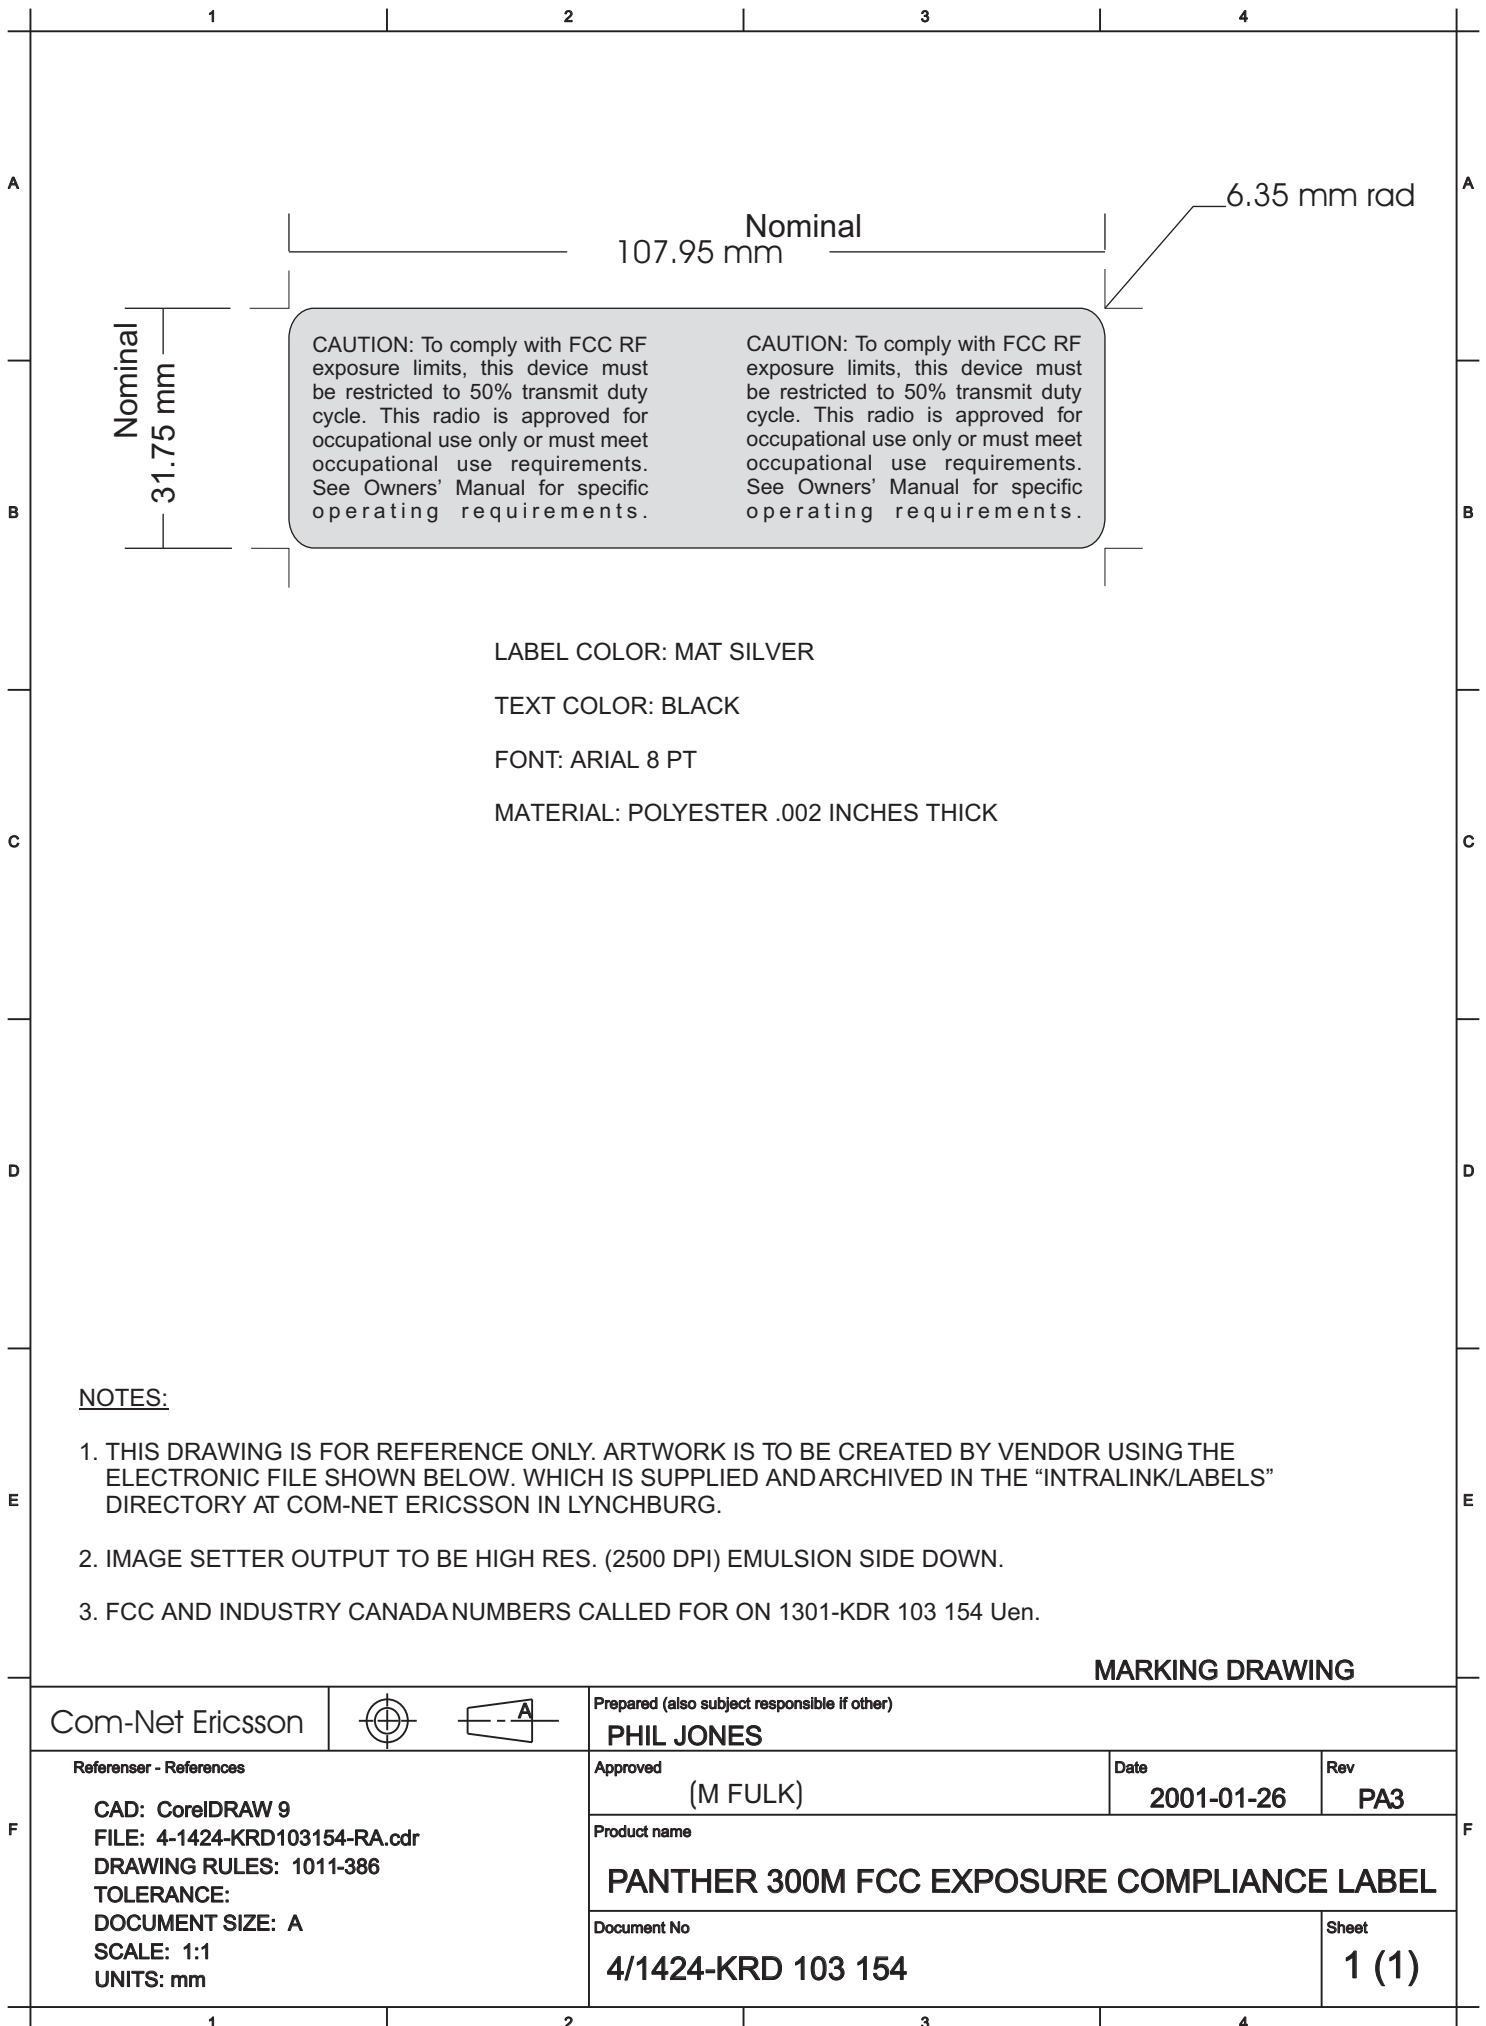 1 2 3 4
A A
6.35 mm rad
Nominal
107.95 mm
Nominal
31.75 mm
CAUTION: To comply with FCC RF
exposure limits, this device must
be restricted to 50% transmit duty
cycle. This radio is approved for
occupational use only or must meet
occupational use requirements.
See Owners’ Manual for specific
operating requirements.
CAUTION: To comply with FCC RF
exposure limits, this device must
be restricted to 50% transmit duty
cycle. This radio is approved for
occupational use only or must meet
occupational use requirements.
See Owners’ Manual for specific
operating requirements.
B B
LABEL COLOR: MAT SILVER
TEXT COLOR: BLACK
FONT: ARIAL 8 PT
MATERIAL: POLYESTER .002 INCHES THICK
C C
D D
NOTES:
1. THIS DRAWING IS FOR REFERENCE ONLY. ARTWORK IS TO BE CREATED BY VENDOR USING THE
ELECTRONIC FILE SHOWN BELOW. WHICH IS SUPPLIED AND ARCHIVED IN THE “INTRALINK/LABELS”
DIRECTORY AT COM-NET ERICSSON IN LYNCHBURG.
E E
2. IMAGE SETTER OUTPUT TO BE HIGH RES. (2500 DPI) EMULSION SIDE DOWN.
3. FCC AND INDUSTRY CANADA NUMBERS CALLED FOR ON 1301-KDR 103 154 Uen.
MARKING DRAWING
Com-Net Ericsson
A
Prepared (also subject responsible if other)
PHIL JONES
Referenser - References
CAD: CorelDRAW 9
FILE: 4-1424-KRD103154-RA.cdr
DRAWING RULES: 1011-386
TOLERANCE:
DOCUMENT SIZE: A
SCALE: 1:1
UNITS: mm
Approved
(M FULK)
Date
2001-01-26
Rev
PA3
F F
Product name
PANTHER 300M FCC EXPOSURE COMPLIANCE LABEL
Document No
4/1424-KRD 103 154
Sheet
1 (1)
1 2 3 4